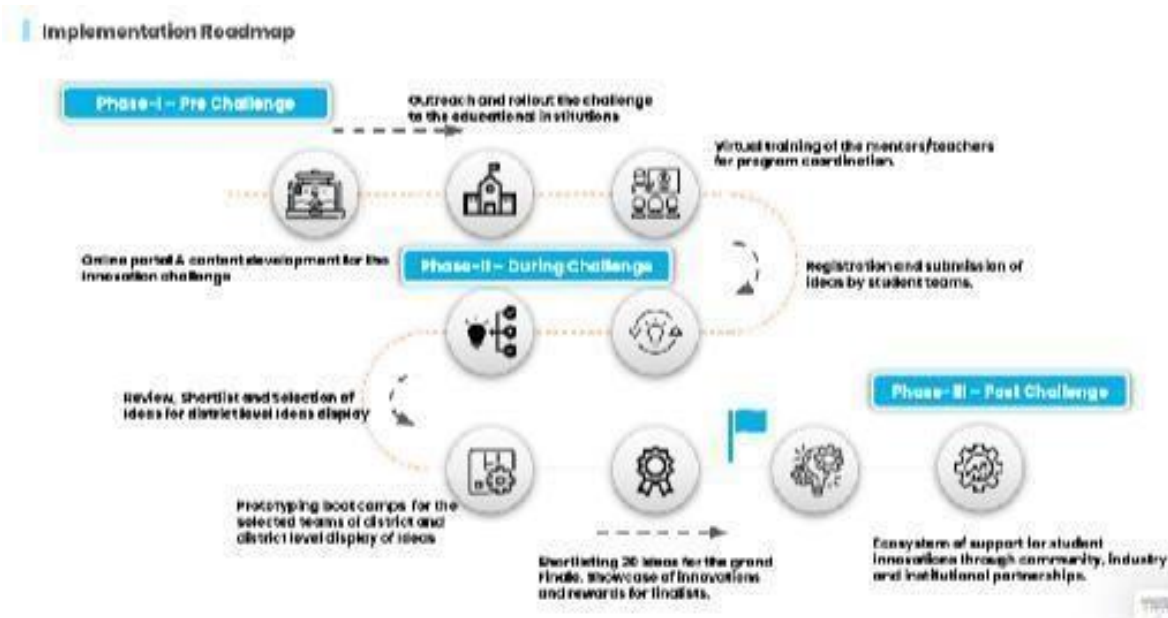 Implementation Roadmap
Phase-I – Pre Challenge
Outreach and rollout the challenge
to the educational institutions
Virtual training of the mentors/teachers
for program coordination.
Online portal & content development for the
innovation challenge
Phase-II – During Challenge
Registration and submission of
ideas by student teams.
Review, Shortlist and Selection of
Ideas for district level Ideas display
Phase-III – Post Challenge
Prototyping boot camps for the
selected teams of district and
district level display of Ideas
Shortlisting 20 Ideas for the grand
Finale. Showcase of innovations
and rewards for finalists.
Ecosystem of support for student
innovations through community, industry
and institutional partnerships.